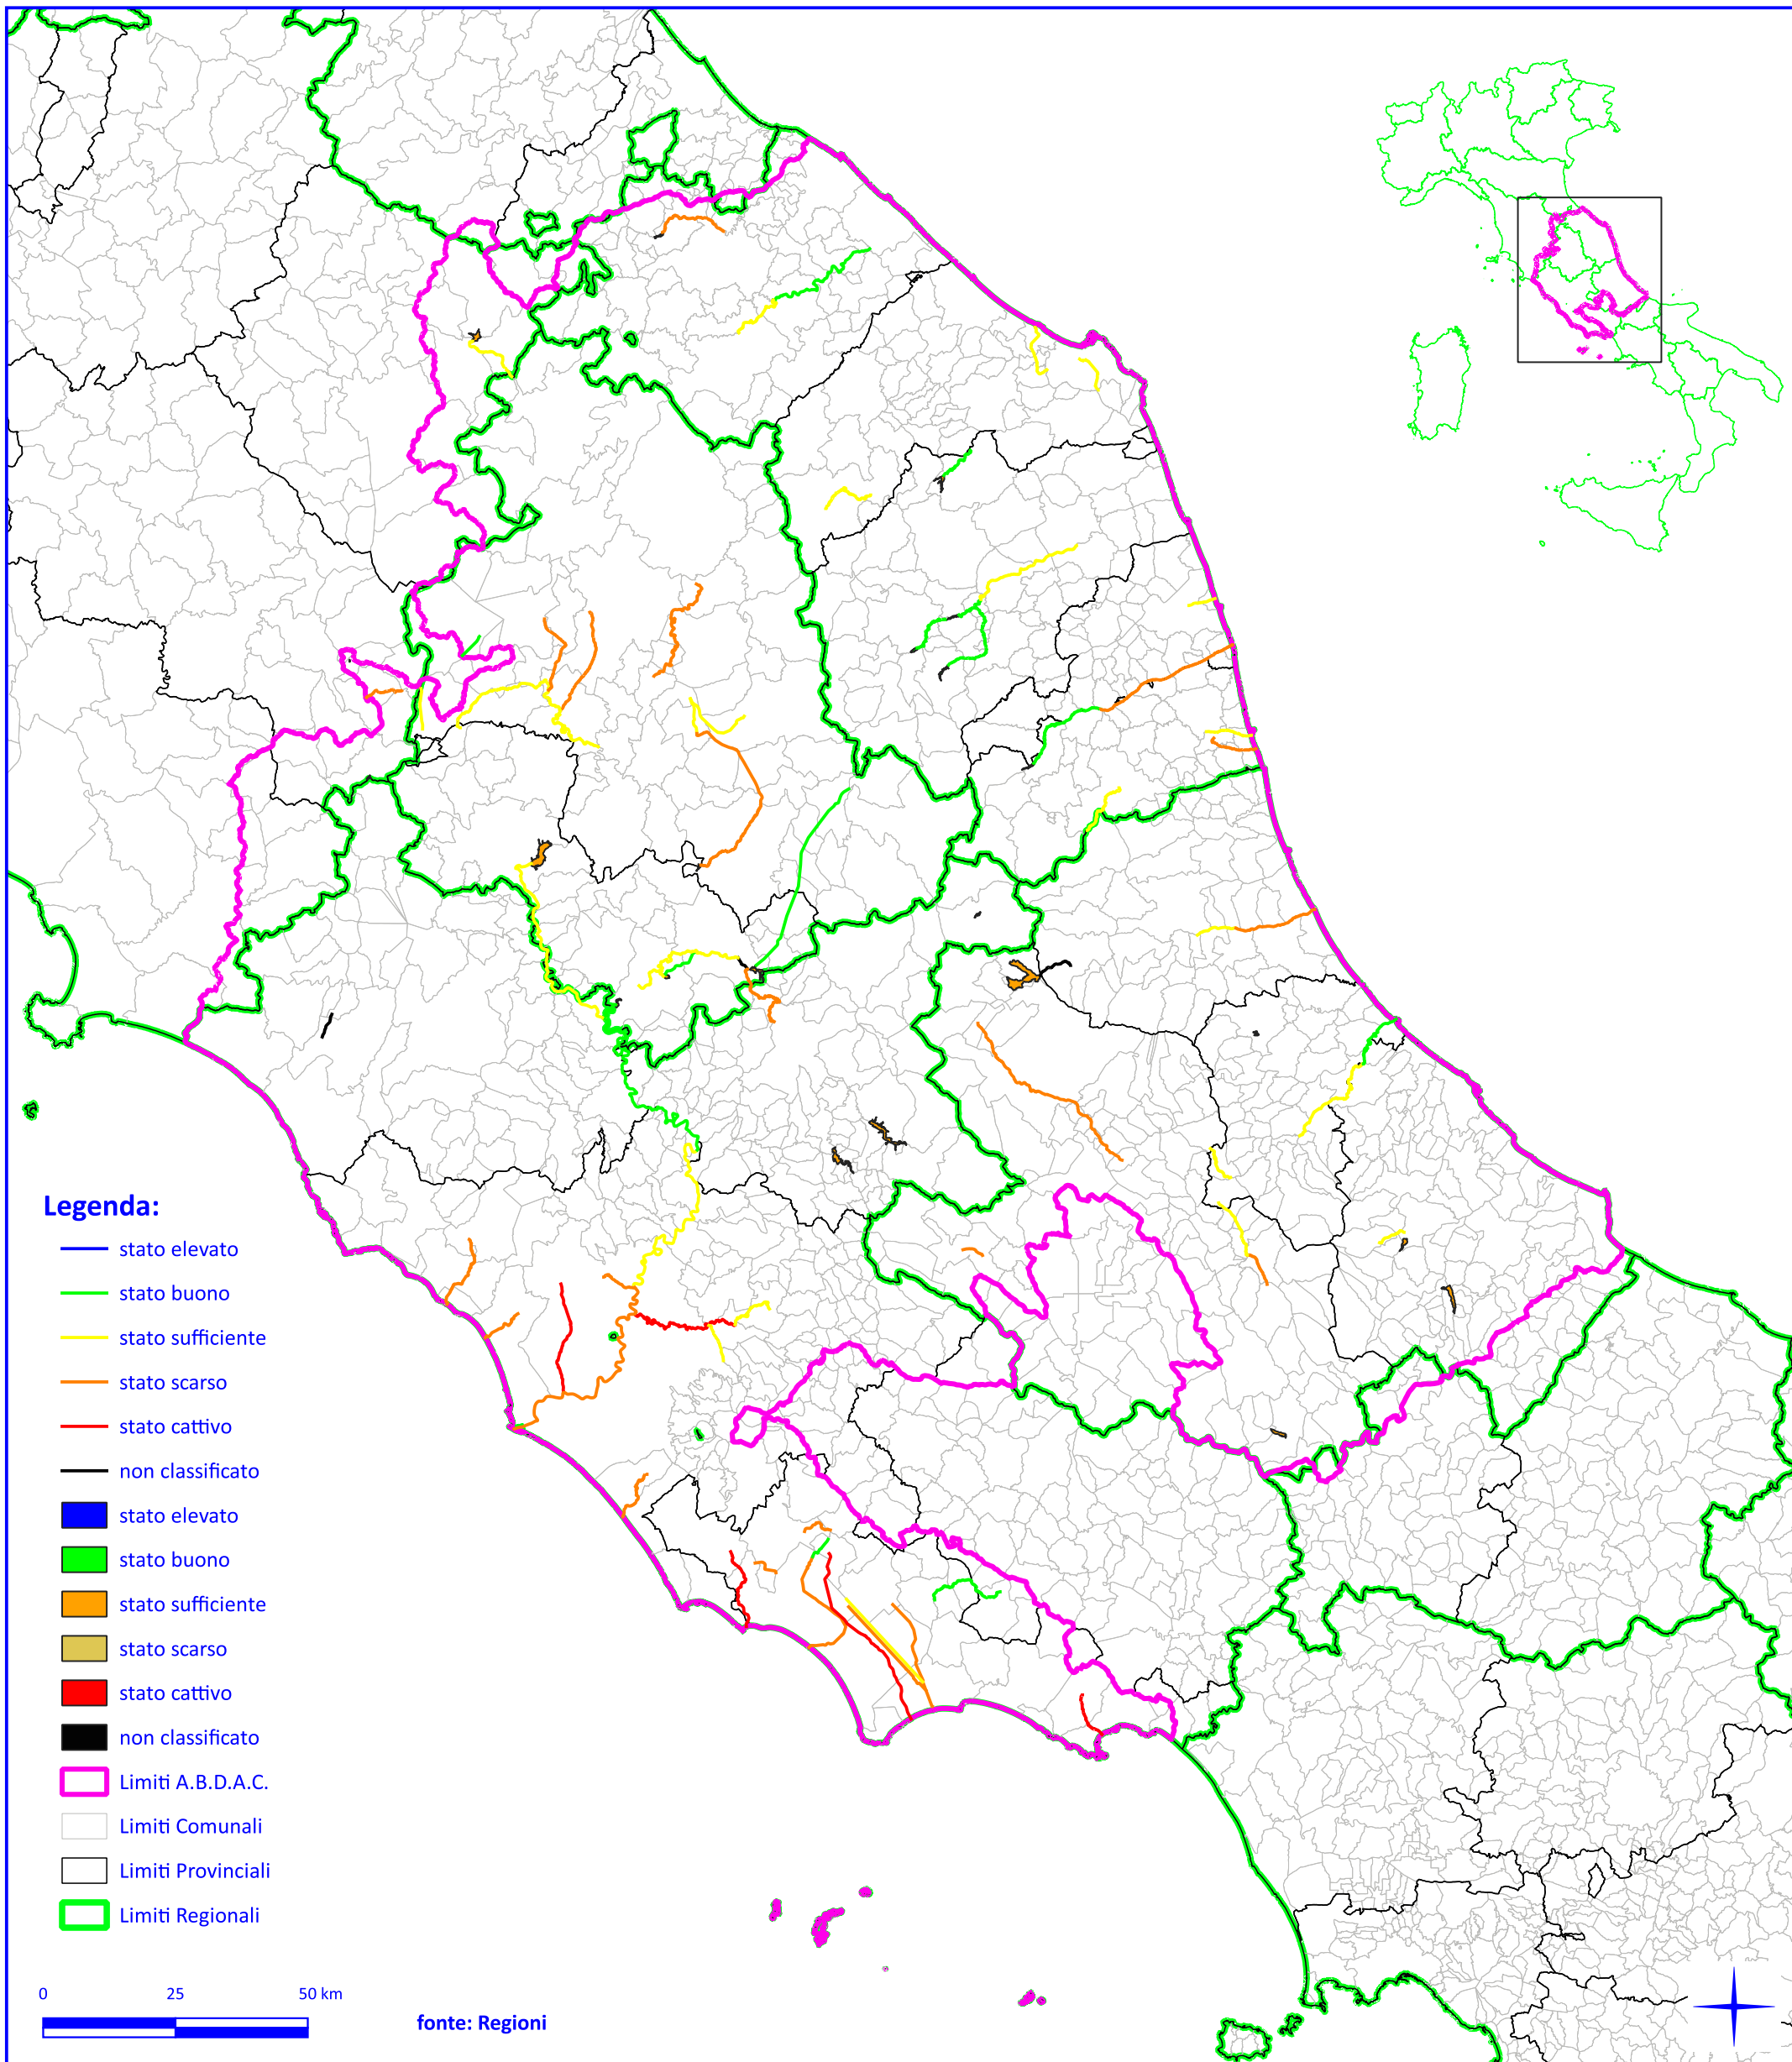 Legenda:
stato elevato
stato buono
stato sufficiente
stato scarso
stato cattivo
non classificato
stato elevato
stato buono
stato sufficiente
stato scarso
stato cattivo
non classificato
Limiti A.B.D.A.C.
Limiti Comunali
Limiti Provinciali
Limiti Regionali
0 25 50 km
fonte: Regioni